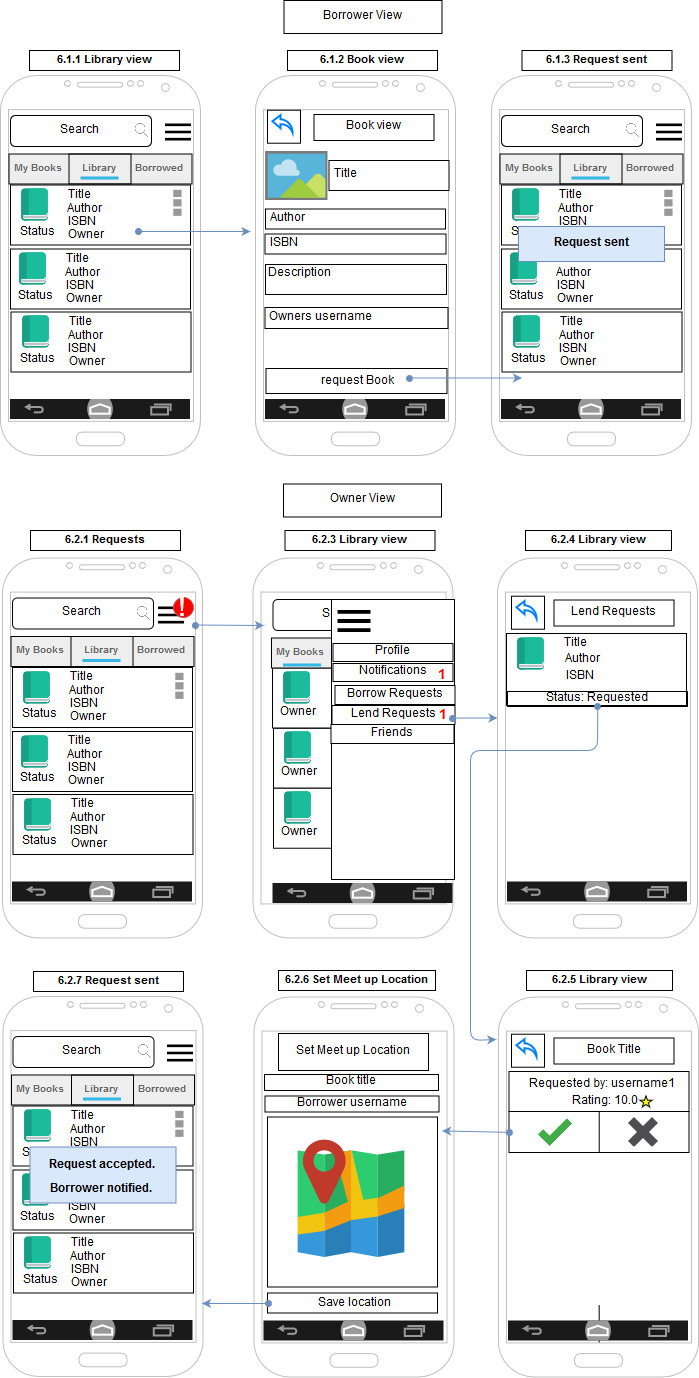 Borrower View
6.1.1 Library view
6.1.2 Book view
6.1.3 Request sent
Search
My Books
Library
Borrowed
Title
Author
ISBN
Owner
Status
Title
Author
ISBN
Owner
Status
Title
Author
ISBN
Owner
Status
Book view
Title
Author
ISBN
Description
Owners username
request Book
Search
My Books
Library
Borrowed
Title
Author
ISBN
Request sent
Author
ISBN
Owner
Status
Title
Author
ISBN
Owner
Status
Owner View
6.2.1 Requests
6.2.3 Library view
6.2.4 Library view
Search
My Books
Library
Borrowed
Title
Author
ISBN
Owner
Status
Title
Author
ISBN
Owner
Status
Title
Author
ISBN
Owner
Status
S
My Books
Owner
Owner
Owner
Profile
Notifications 1
Borrow Requests
Lend Requests 1
Friends
Lend Requests
Title
Author
ISBN
Status: Requested
6.2.7 Request sent
6.2.6 Set Meet up Location
6.2.5 Library view
Search
My Books
Library
Borrowed
Title
Author
ISBN
Request accepted.
Borrower notified.
ISBN
Owner
Status
Title
Author
ISBN
Owner
Status
Set Meet up Location
Book title
Borrower username
Save location
Book Title
Requested by: username1
Rating: 10.0